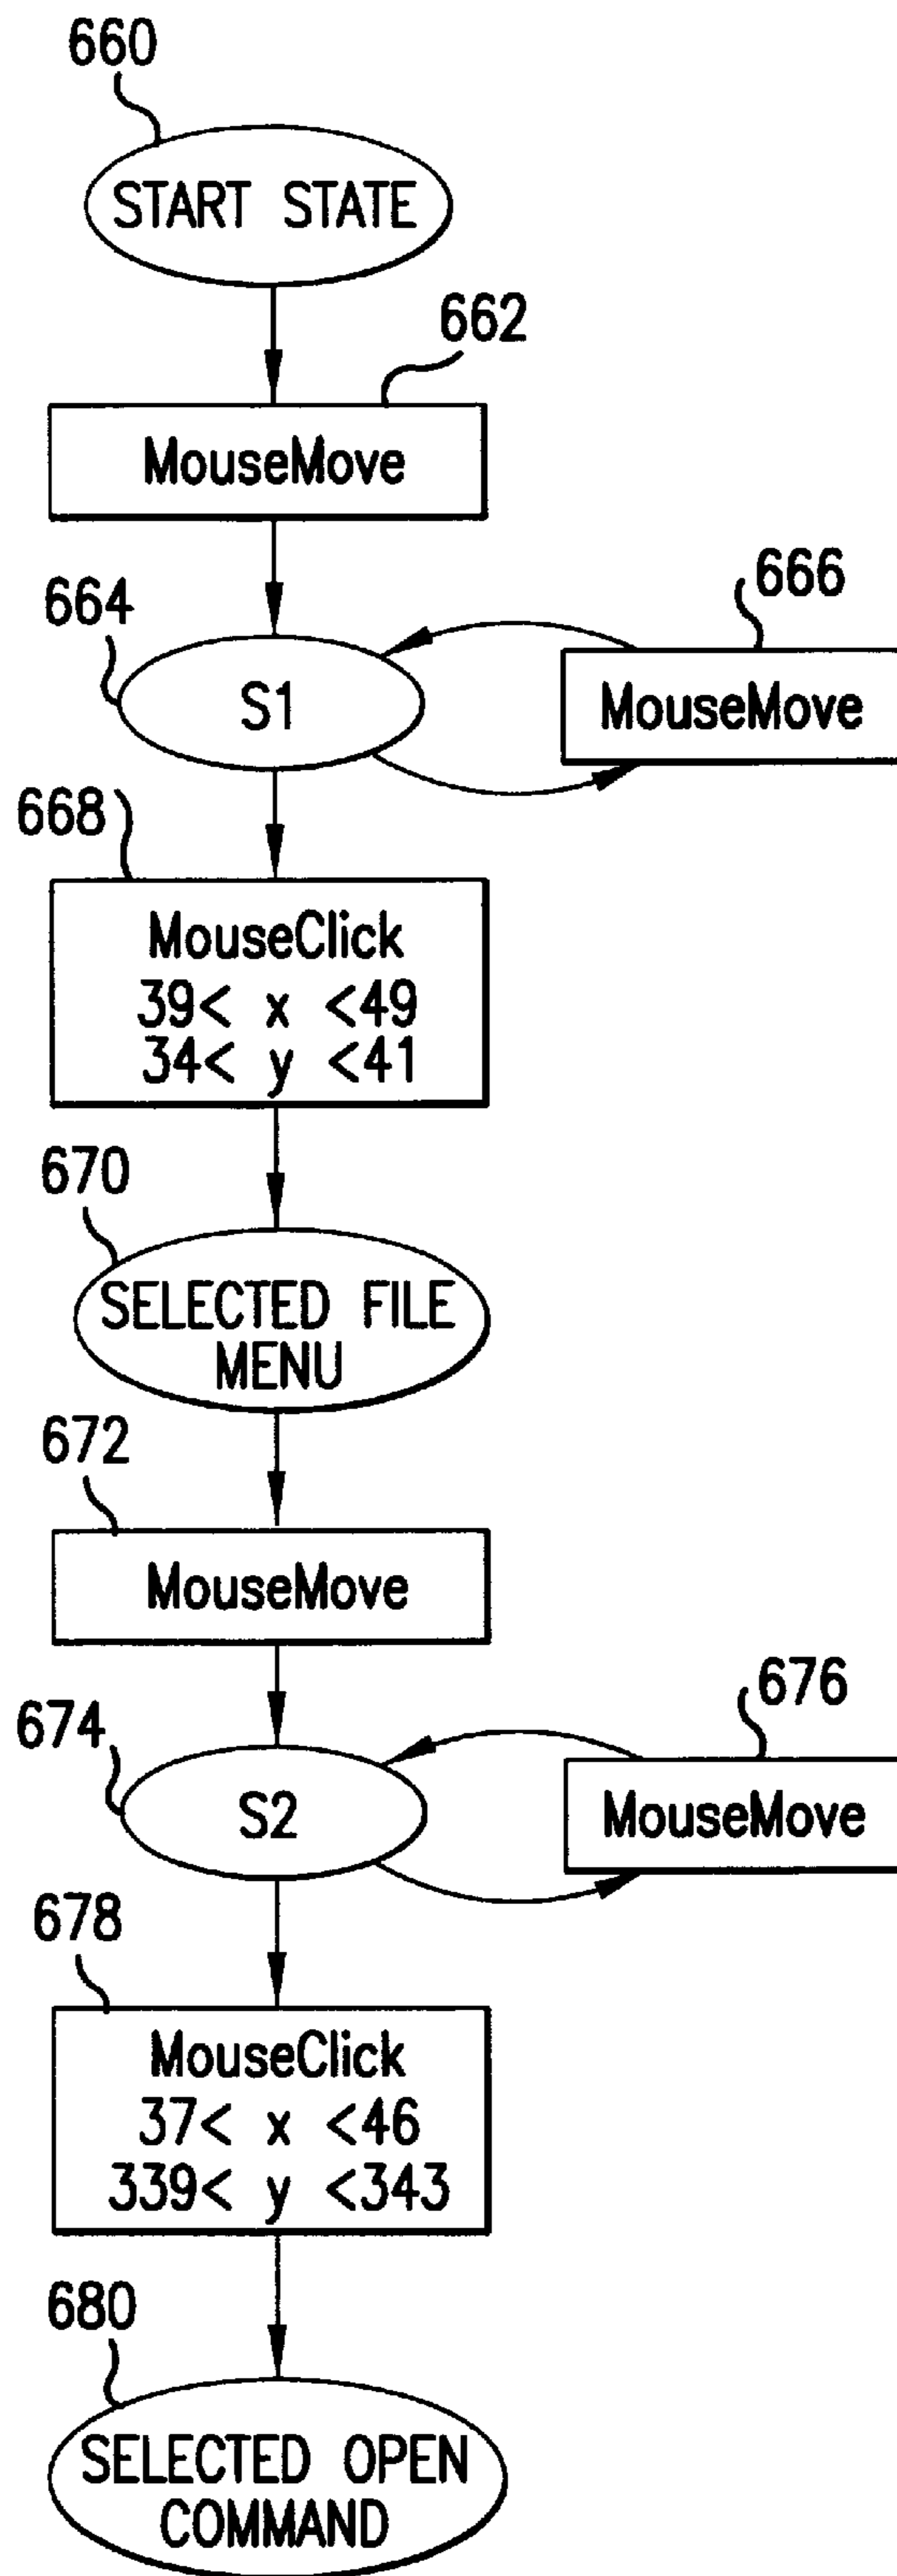 660
START STATE
662
MouseMove
664
S1
666
MouseMove
668
MouseClick
39< x <49
34< y <41
670
SELECTED FILE
MENU
672
MouseMove
674
S2
676
MouseMove
678
MouseClick
37< x <46
339< y <343
680
SELECTED OPEN
COMMAND